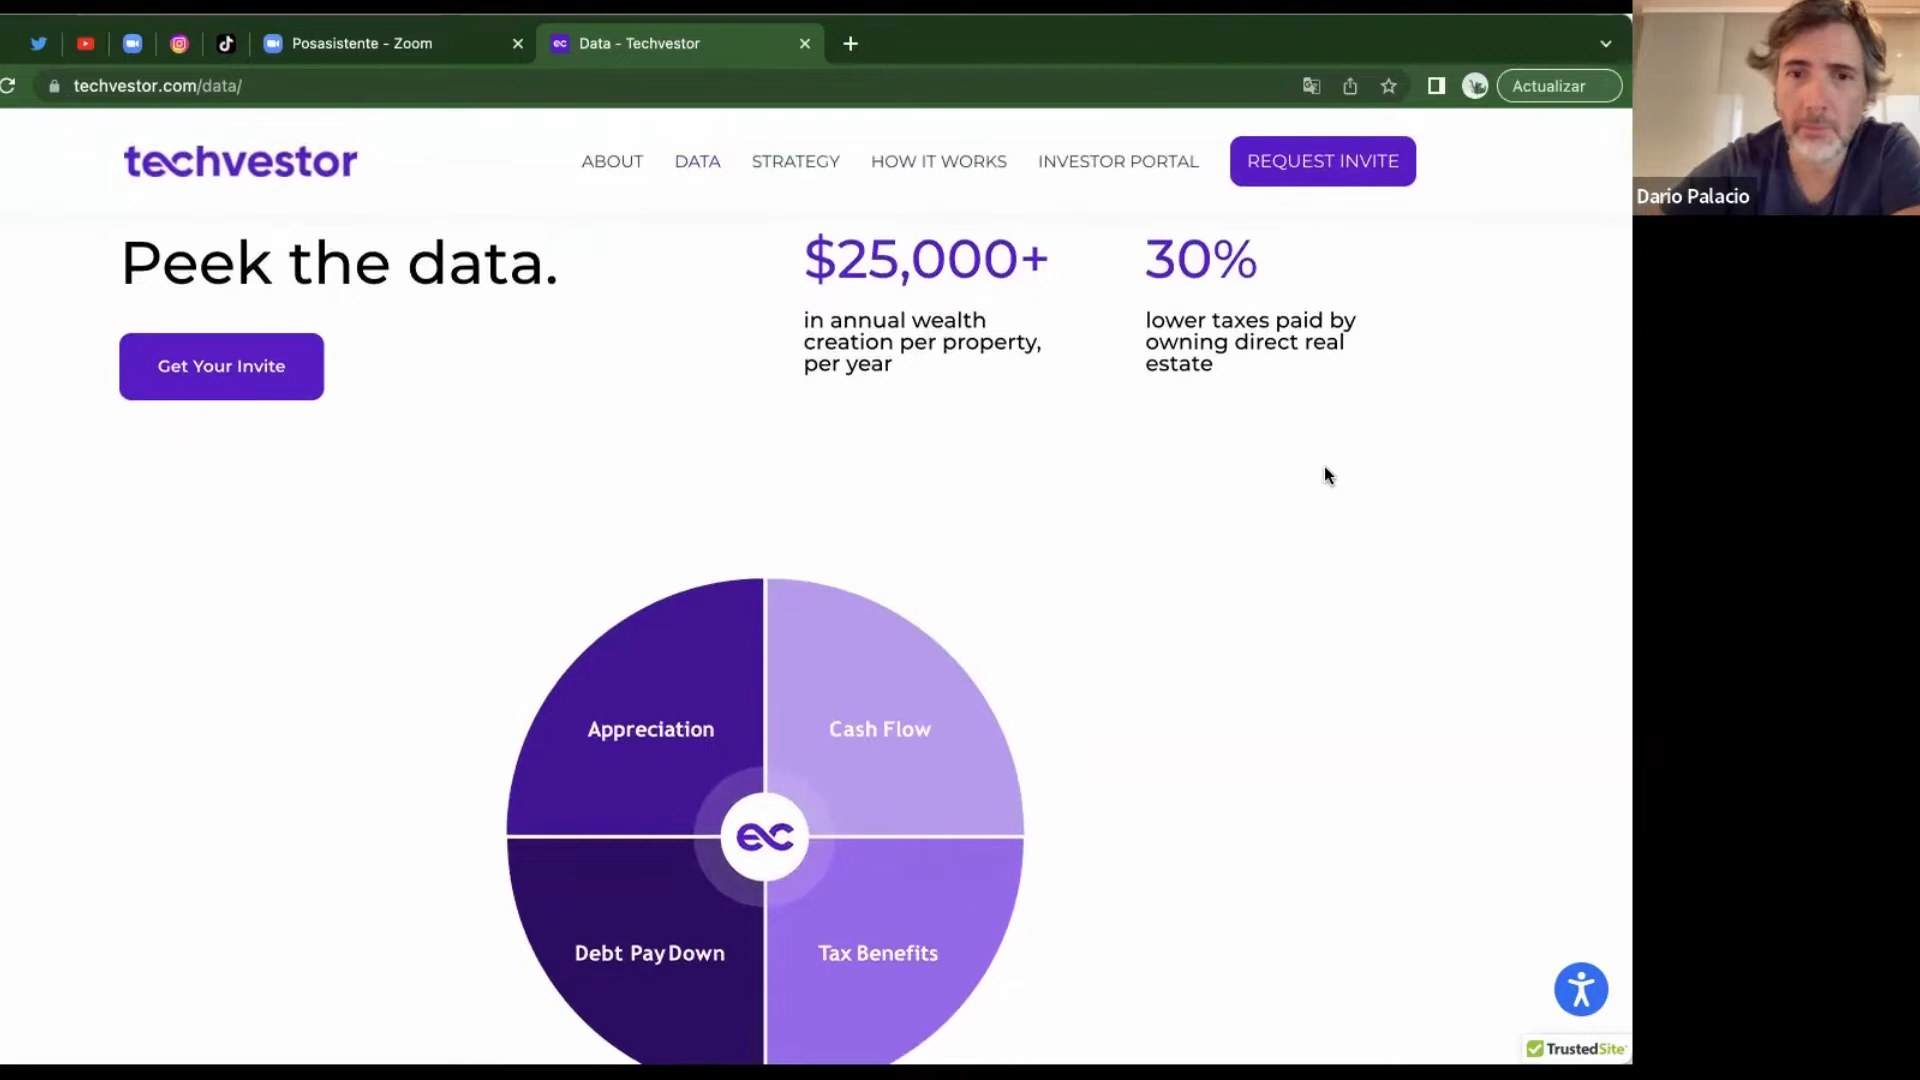 Posasistente - Zoom
Data - Techvestor
techvestor.com/data/
Actualizar
techvestor
ABOUT
DATA
STRATEGY
HOW IT WORKS
INVESTOR PORTAL
REQUEST INVITE
Dario Palacio
Peek the data.
Get Your Invite
$25,000+
in annual wealth
creation per property,
per year
30%
lower taxes paid by
owning direct real
estate
Appreciation
Cash Flow
ec
Debt Pay Down
Tax Benefits
TrustedSite